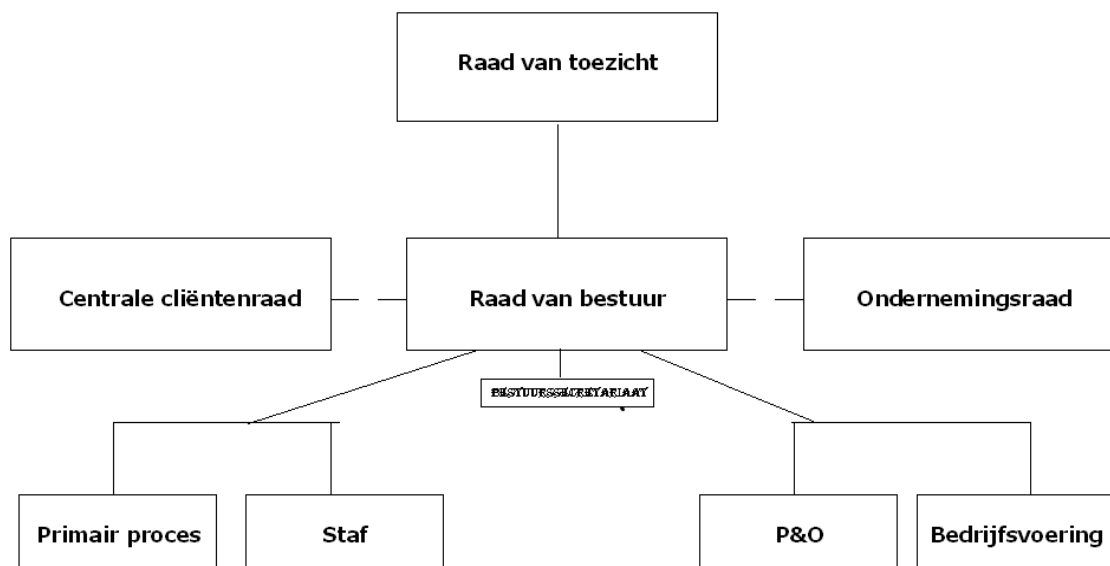 Raad van toezicht
Centrale cliëntenraad
Raad van bestuur
Ondernemingsraad
BESTUURSSECRETARIAAT
Primair proces
Staf
P&O
Bedrijfsvoering